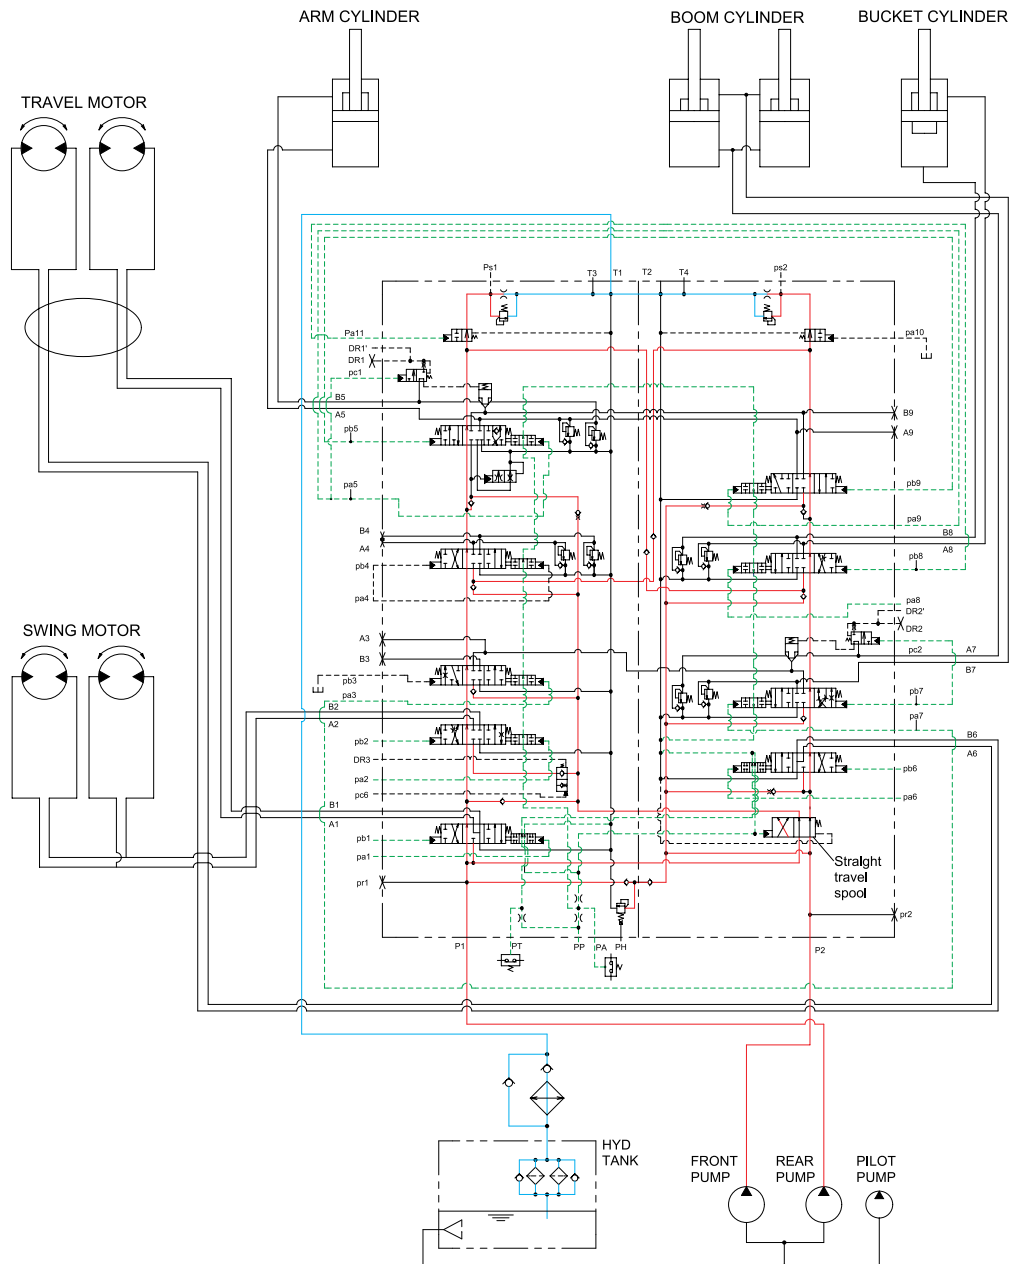 ARM CYLINDER
BOOM CYLINDER
BUCKET CYLINDER
TRAVEL MOTOR
Ps1
T3
T1
T2
T4
ps2
Pa11
pa10
DR1'
DR1
pc1
B5
A5
B9
A9
pb5
pa5
pb9
pa9
B4
A4
B8
A8
pb4
pb8
pa4
pa8
DR2'
DR2
SWING MOTOR
A3
B3
pc2
A7
B7
pb3
pa3
pb7
B2
A2
pa7
B6
A6
pb2
DR3
pa2
pc6
pb6
pa6
B1
A1
pb1
pa1
Straight
travel
spool
pr1
pr2
P1
PT
PP
PA
PH
P2
HYD
TANK
FRONT
PUMP
REAR
PUMP
PILOT
PUMP